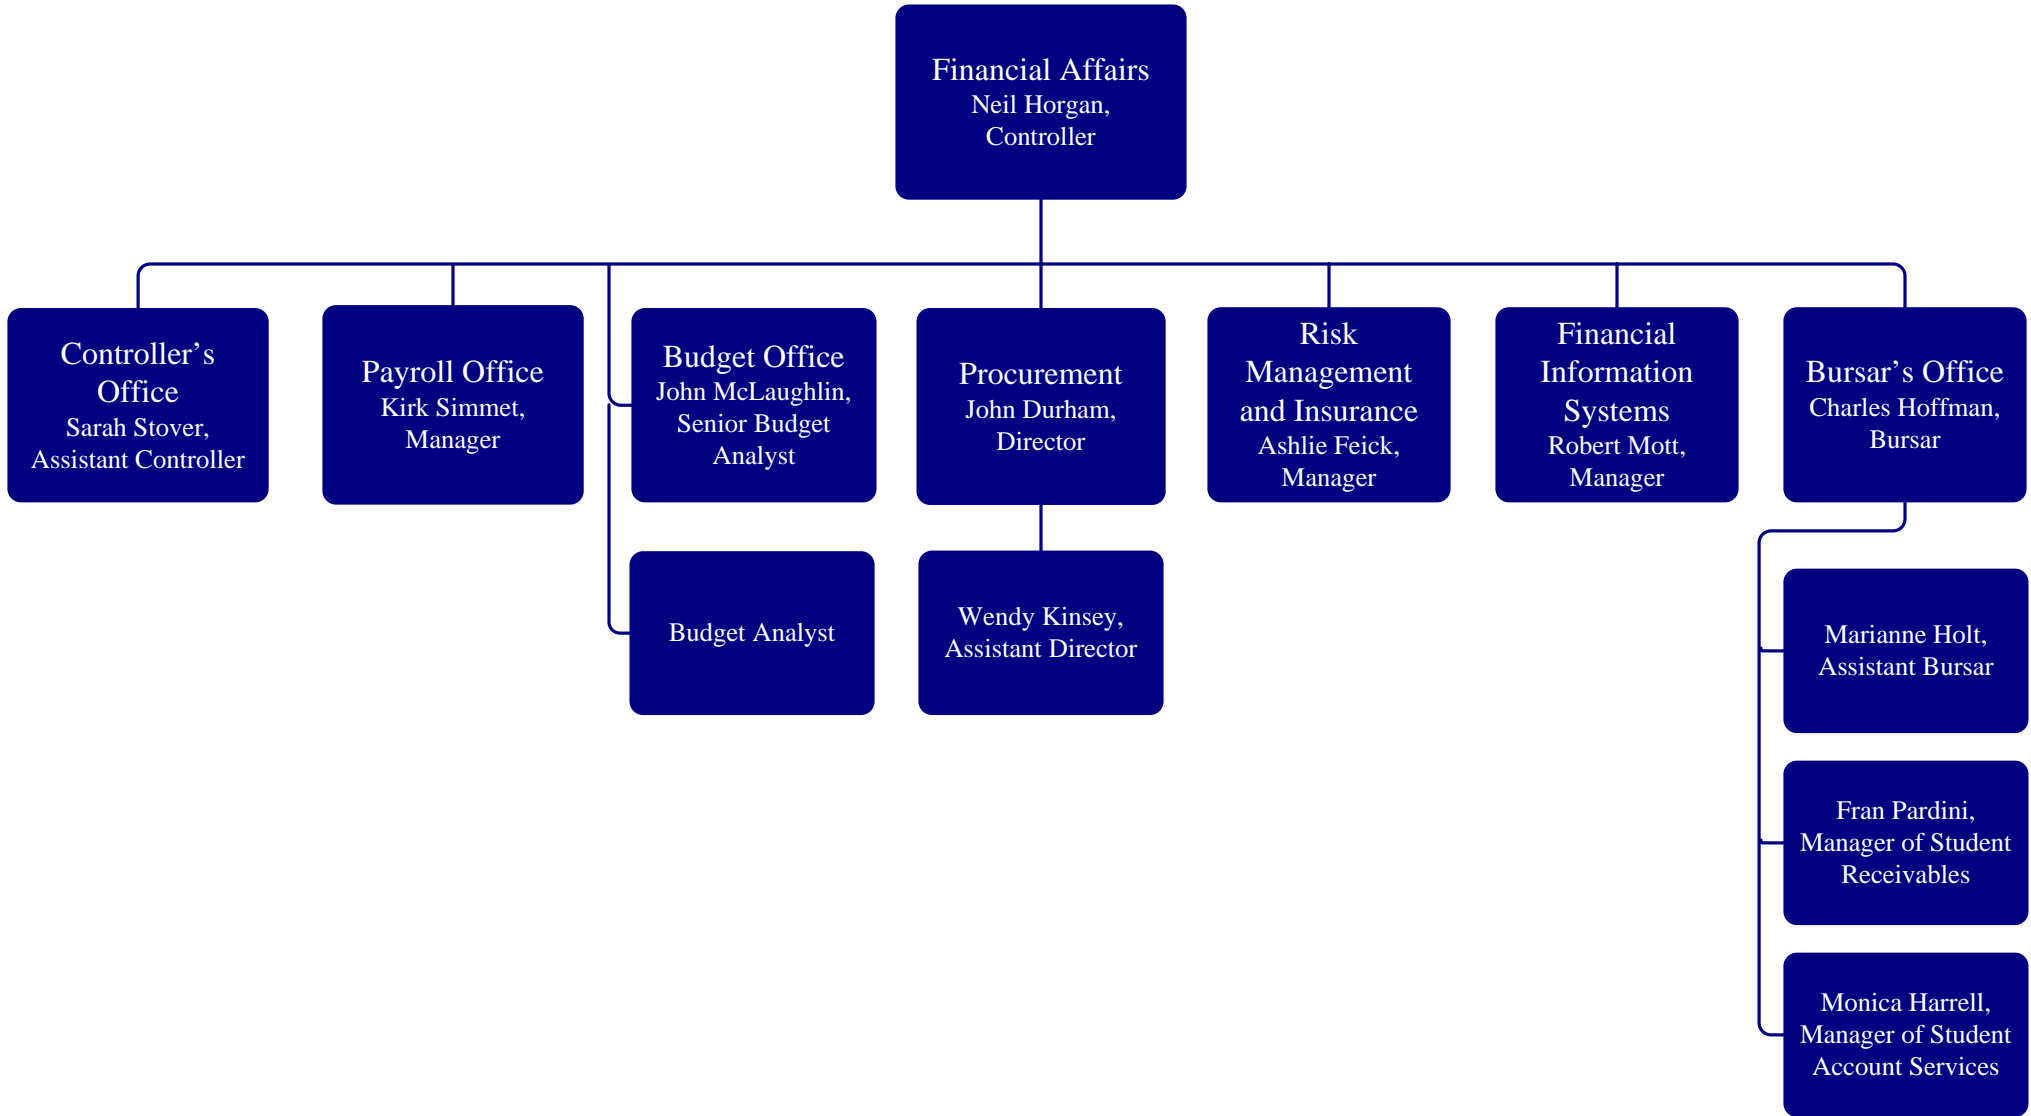 Financial Affairs
Neil Horgan,
Controller
Controller’s
Office
Sarah Stover,
Assistant Controller
Payroll Office
Kirk Simmet,
Manager
Budget Office
John McLaughlin,
Senior Budget
Analyst
Procurement
John Durham,
Director
Risk
Management
and Insurance
Ashlie Feick,
Manager
Financial
Information
Systems
Robert Mott,
Manager
Bursar’s Office
Charles Hoffman,
Bursar
Budget Analyst
Wendy Kinsey,
Assistant Director
Marianne Holt,
Assistant Bursar
Fran Pardini,
Manager of Student
Receivables
Monica Harrell,
Manager of Student
Account Services